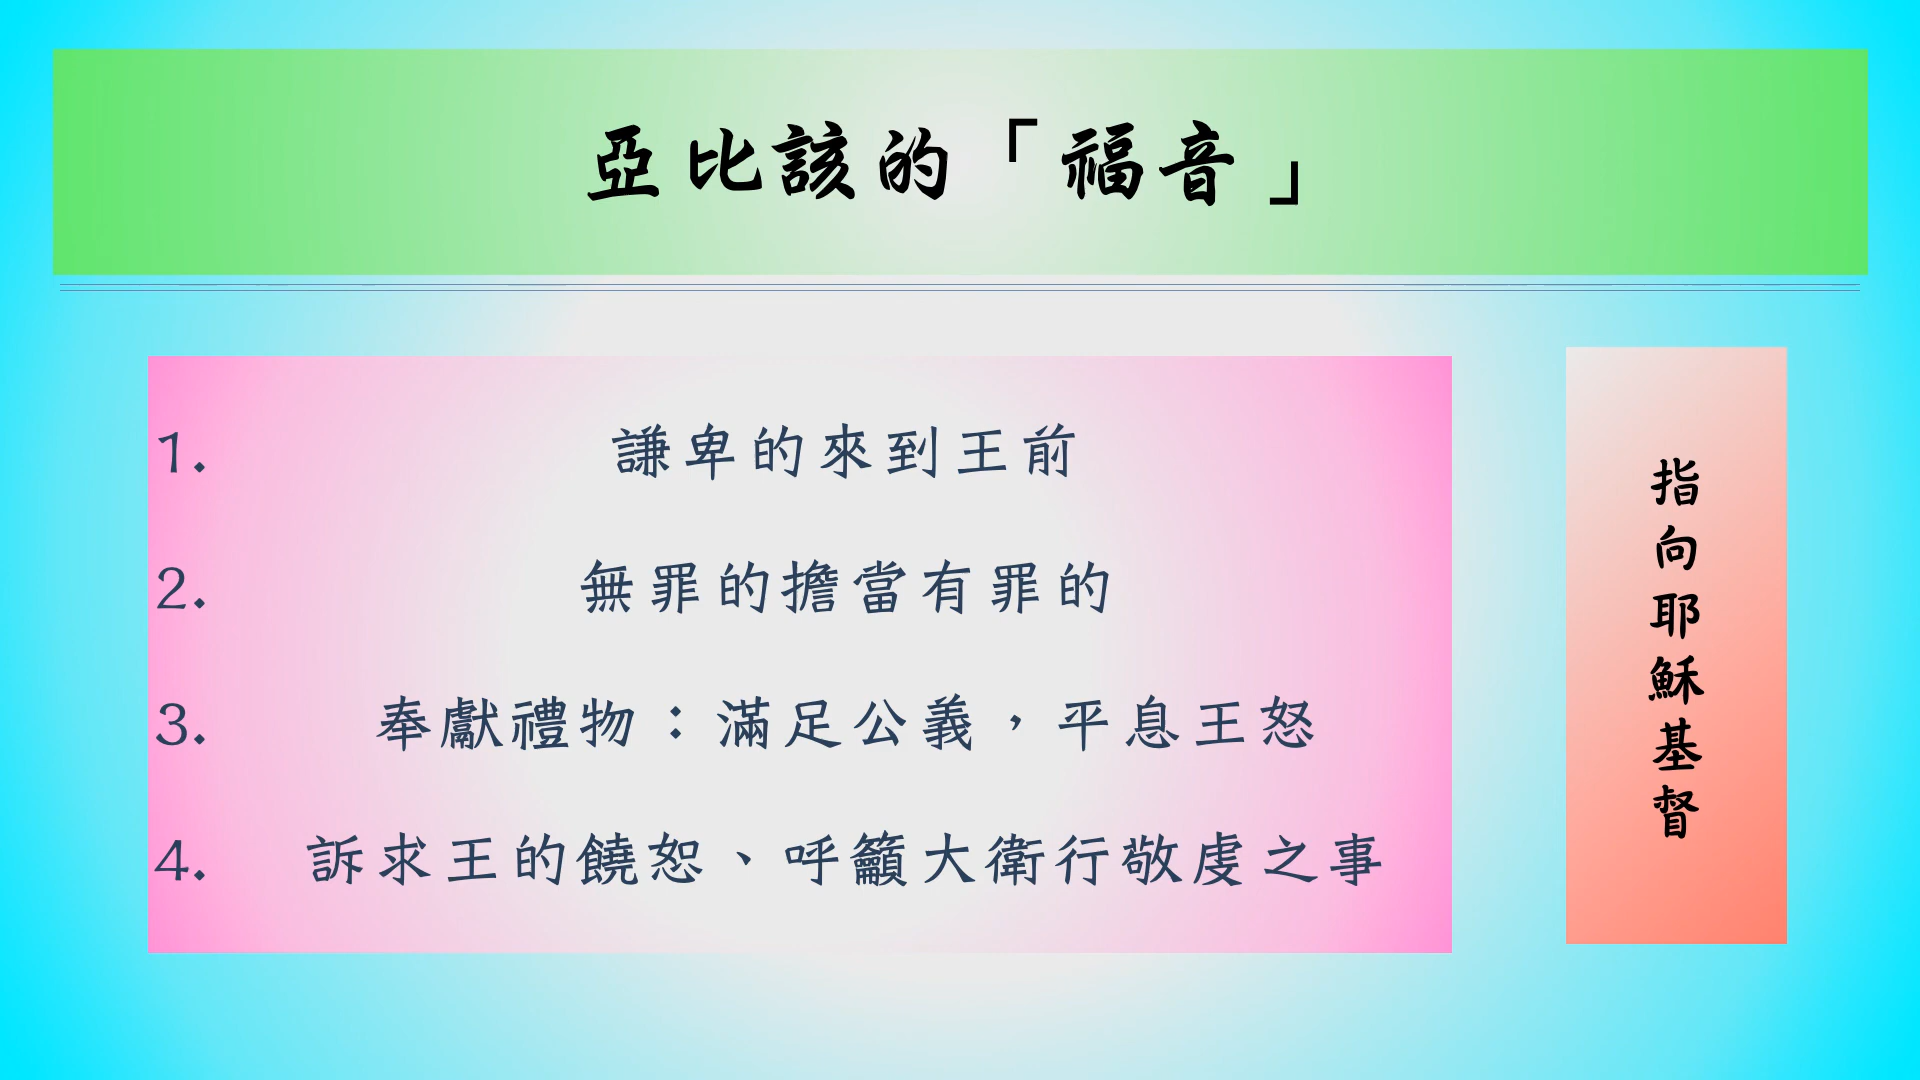 亞比該的「福音」
1. 謙卑的來到王前
2. 無罪的擔當有罪的
3. 奉獻禮物：滿足公義，平息王怒
4. 訴求王的饒恕、呼籲大衛行敬虔之事
指向耶穌基督